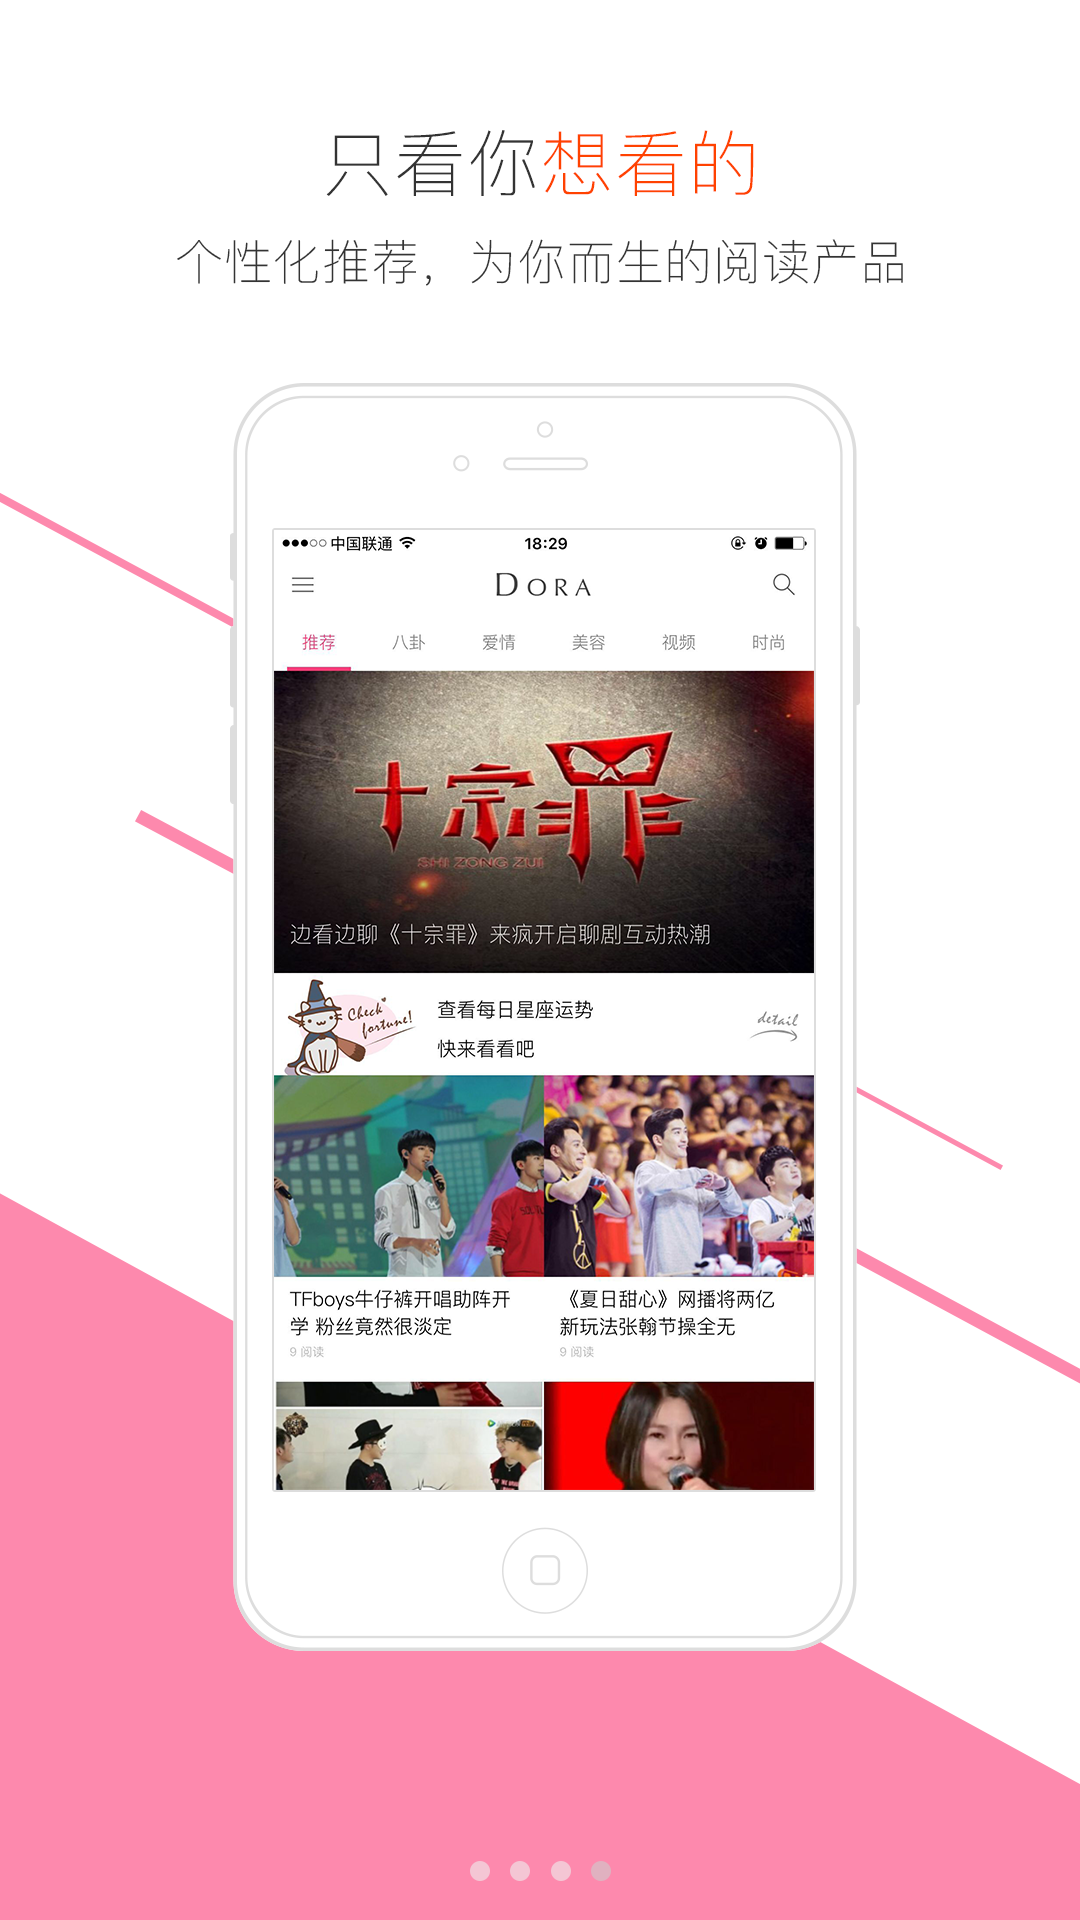 只看你想看的
个性化推荐，为你而生的阅读产品
中国联通 18:29
DORA
推荐 八卦 爱情 美容 视频 时尚
十宗罪
SHI ZONG ZUI
边看边聊《十宗罪》来疯开启聊剧互动热潮
Check fortune!
查看每日星座运势
快来看看吧
detail
TFboys牛仔裤开唱助阵开
学 粉丝竟然很淡定
9 阅读
《夏日甜心》网播将两亿
新玩法张翰节操全无
9 阅读